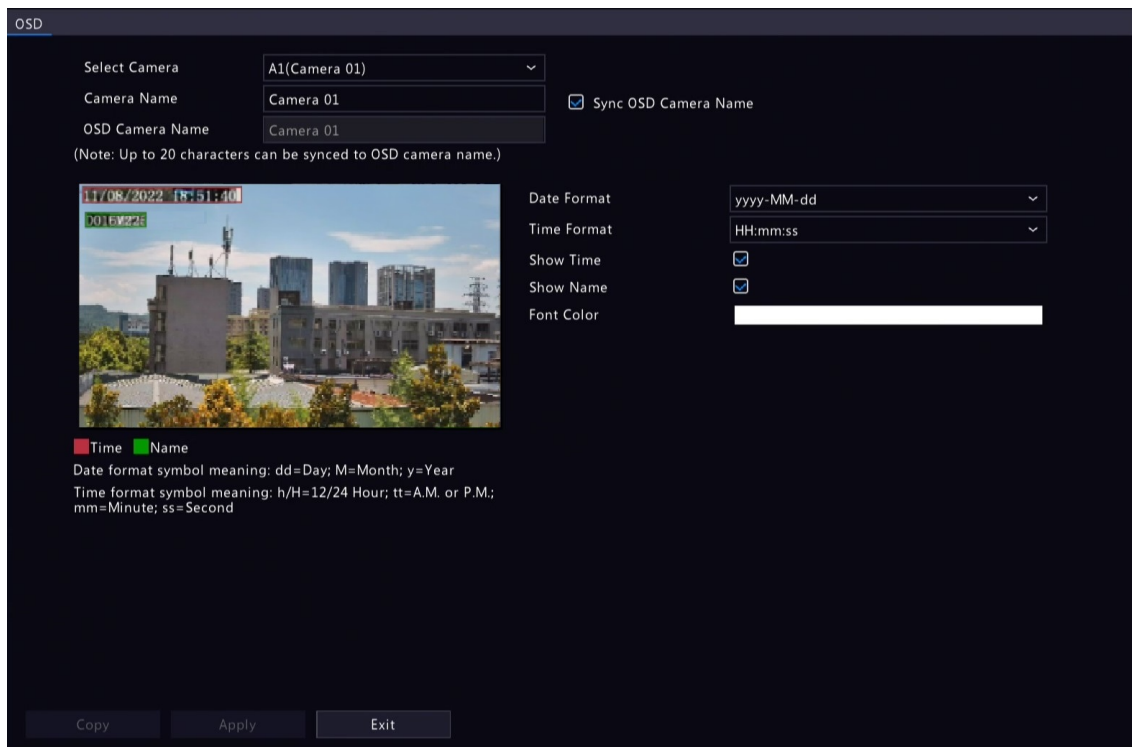 OSD
Select Camera A1(Camera 01)
Camera Name Camera 01 Sync OSD Camera Name
OSD Camera Name Camera 01
(Note: Up to 20 characters can be synced to OSD camera name.)
11/08/2022 18:51:40
Date Format yyyy-MM-dd
Time Format HH:mm:ss
Show Time
Show Name
Font Color
Time Name
Date format symbol meaning: dd=Day; M=Month; y=Year
Time format symbol meaning: h/H=12/24 Hour; tt=A.M. or P.M.;
mm=Minute; ss=Second
Copy Apply Exit